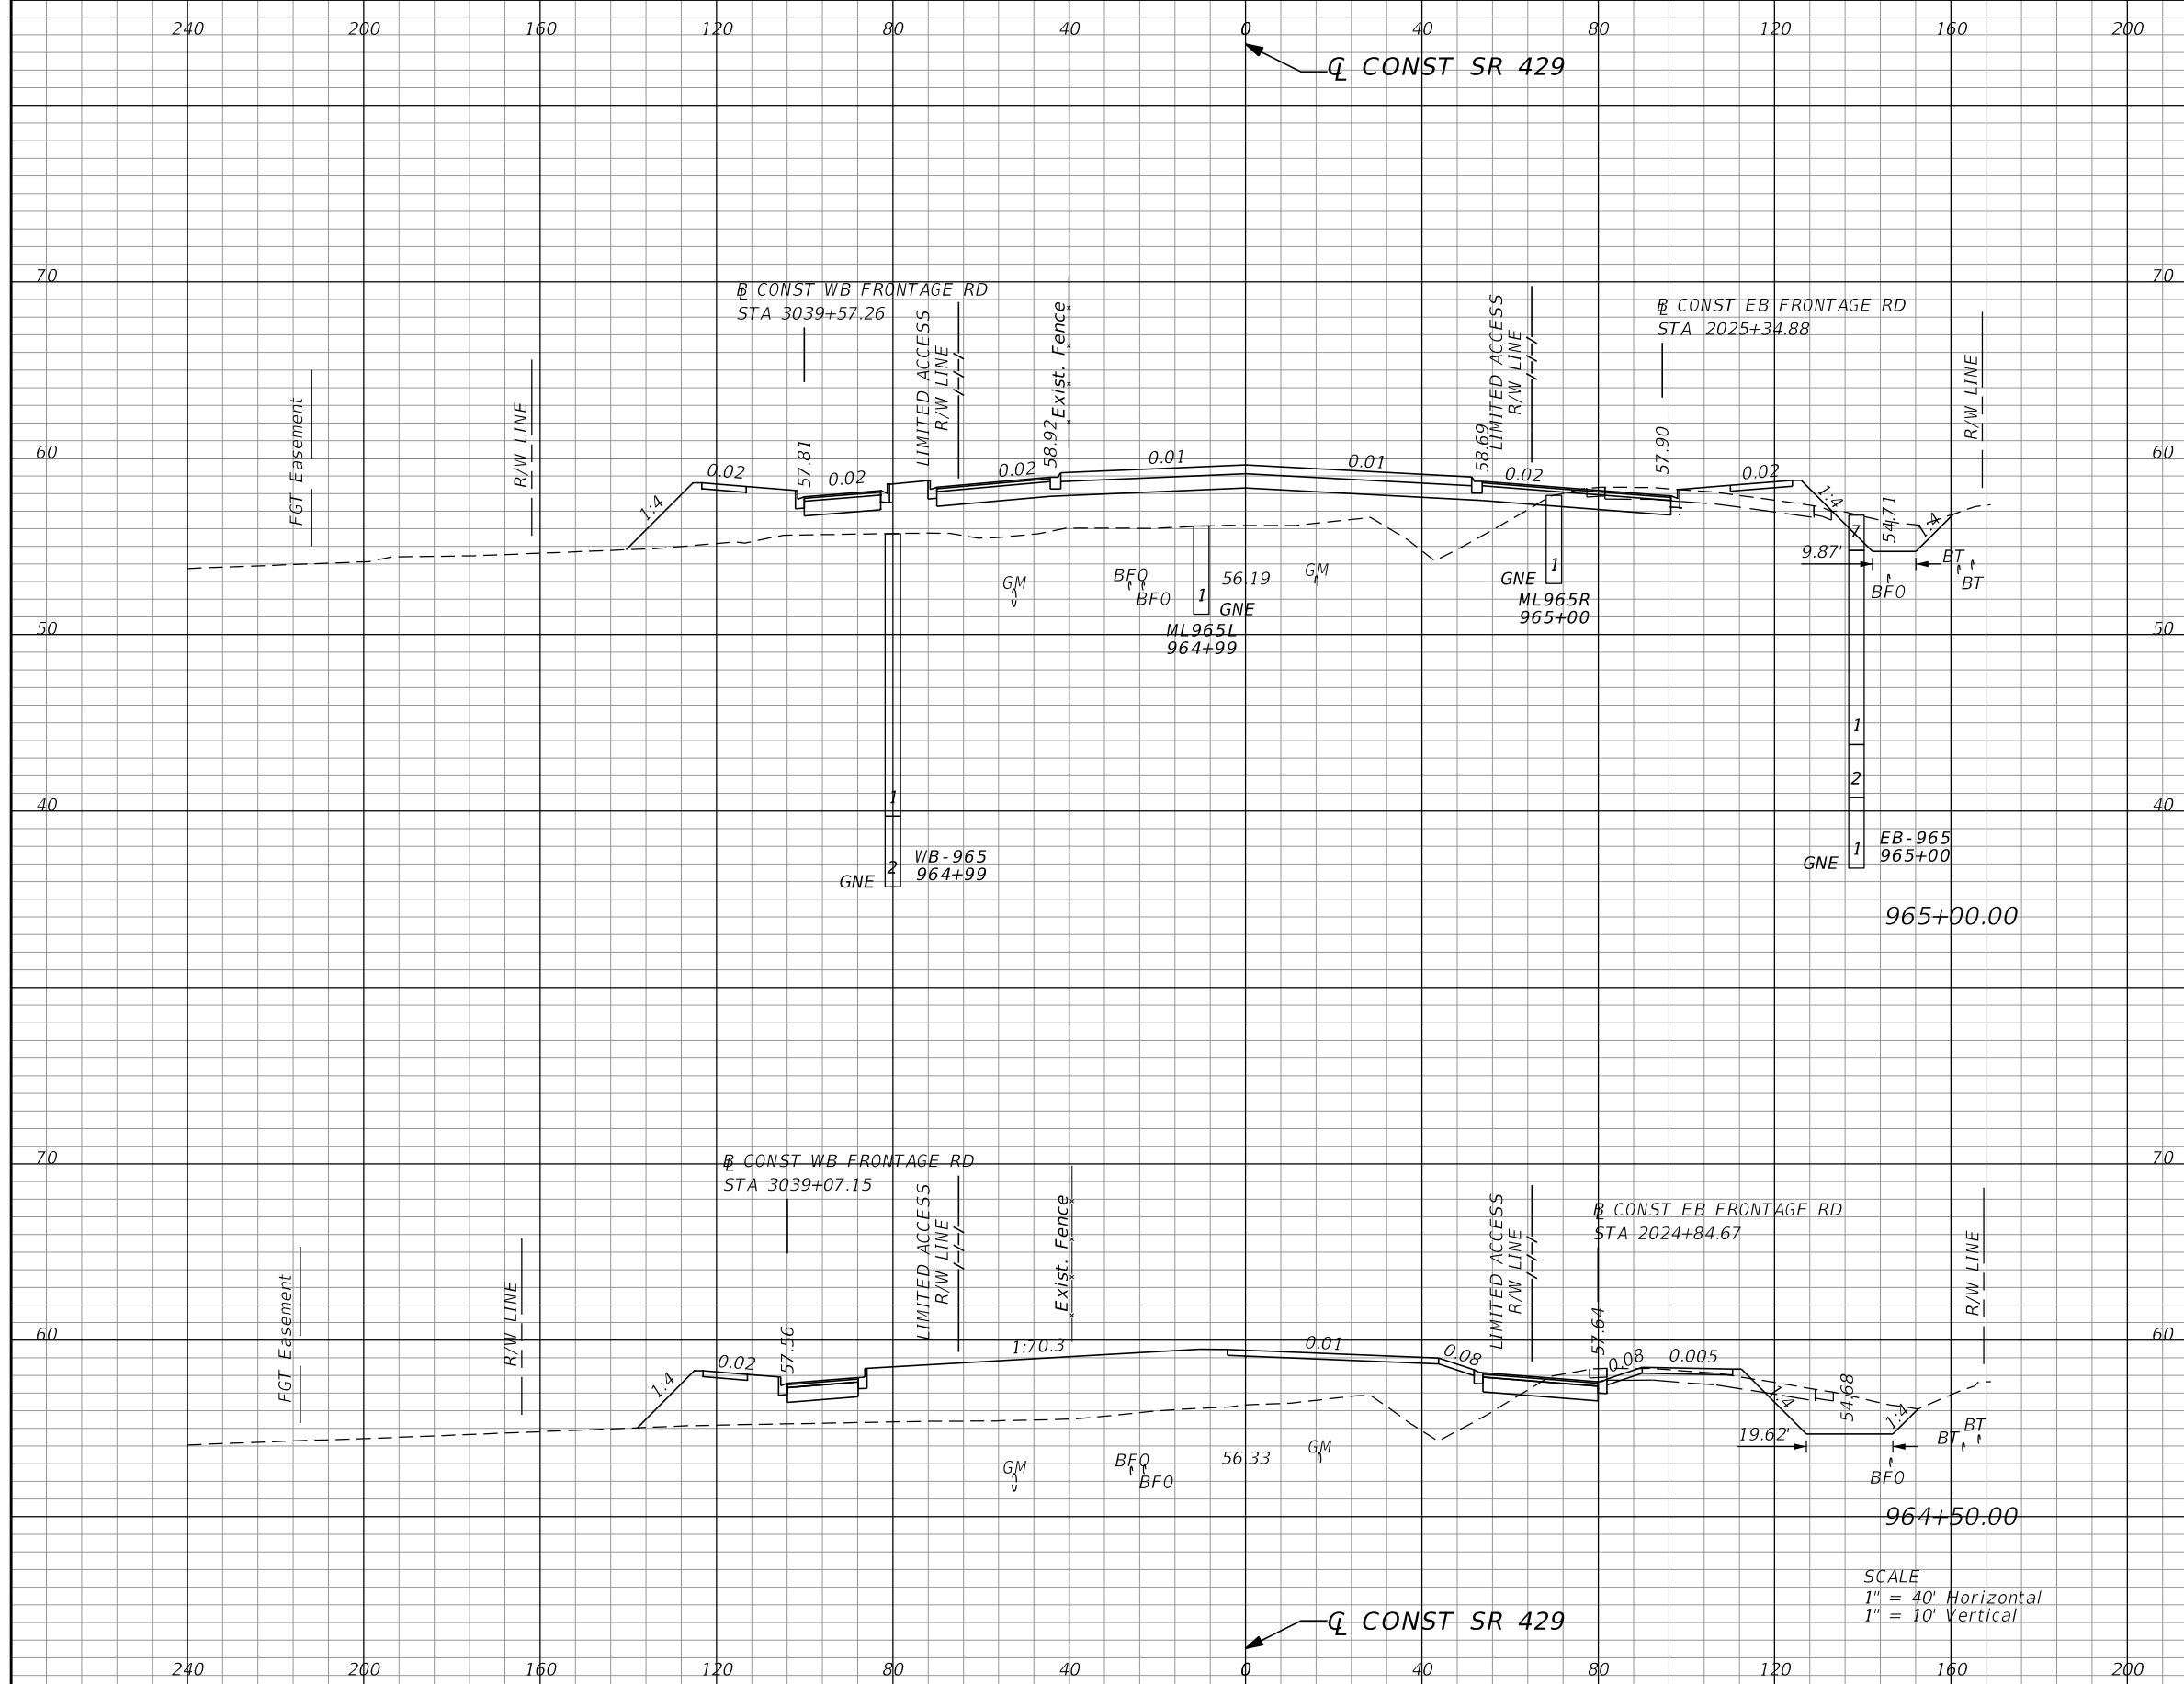 240 200 160 120 80 40 0 40 80 120 160 200
℄ CONST SR 429
70 70
℄ CONST WB FRONTAGE RD
STA 3039+57.26
LIMITED ACCESS
R/W LINE
Exist. Fence
LIMITED ACCESS
R/W LINE
B CONST EB FRONTAGE RD
STA 2025+34.88
R/W LINE
FGT Easement
R/W LINE
60 60
57.81
58.92
58.69
57.90
0.02
0.02
0.02
0.01
0.01
0.02
0.02
1:4
1:4
54.71
1:4
7
9.87'
BT
BT
BFO
GM
BFO
BFO
56.19
GM
1
GNE
ML965L
964+99
1
GNE
ML965R
965+00
50 50
40 40
1
2
GNE
WB-965
964+99
1
2
1
GNE
EB-965
965+00
965+00.00
70 70
B CONST WB FRONTAGE RD
STA 3039+07.15
LIMITED ACCESS
R/W LINE
Exist. Fence
LIMITED ACCESS
R/W LINE
B CONST EB FRONTAGE RD
STA 2024+84.67
R/W LINE
FGT Easement
R/W LINE
60 60
57.56
57.64
1:4
0.02
1:70.3
0.01
0.08
0.08
0.005
1:4
54.68
1:4
19.62'
BT
BT
BFO
GM
BFO
BFO
56.33
GM
964+50.00
SCALE
1" = 40' Horizontal
1" = 10' Vertical
℄ CONST SR 429
240 200 160 120 80 40 0 40 80 120 160 200